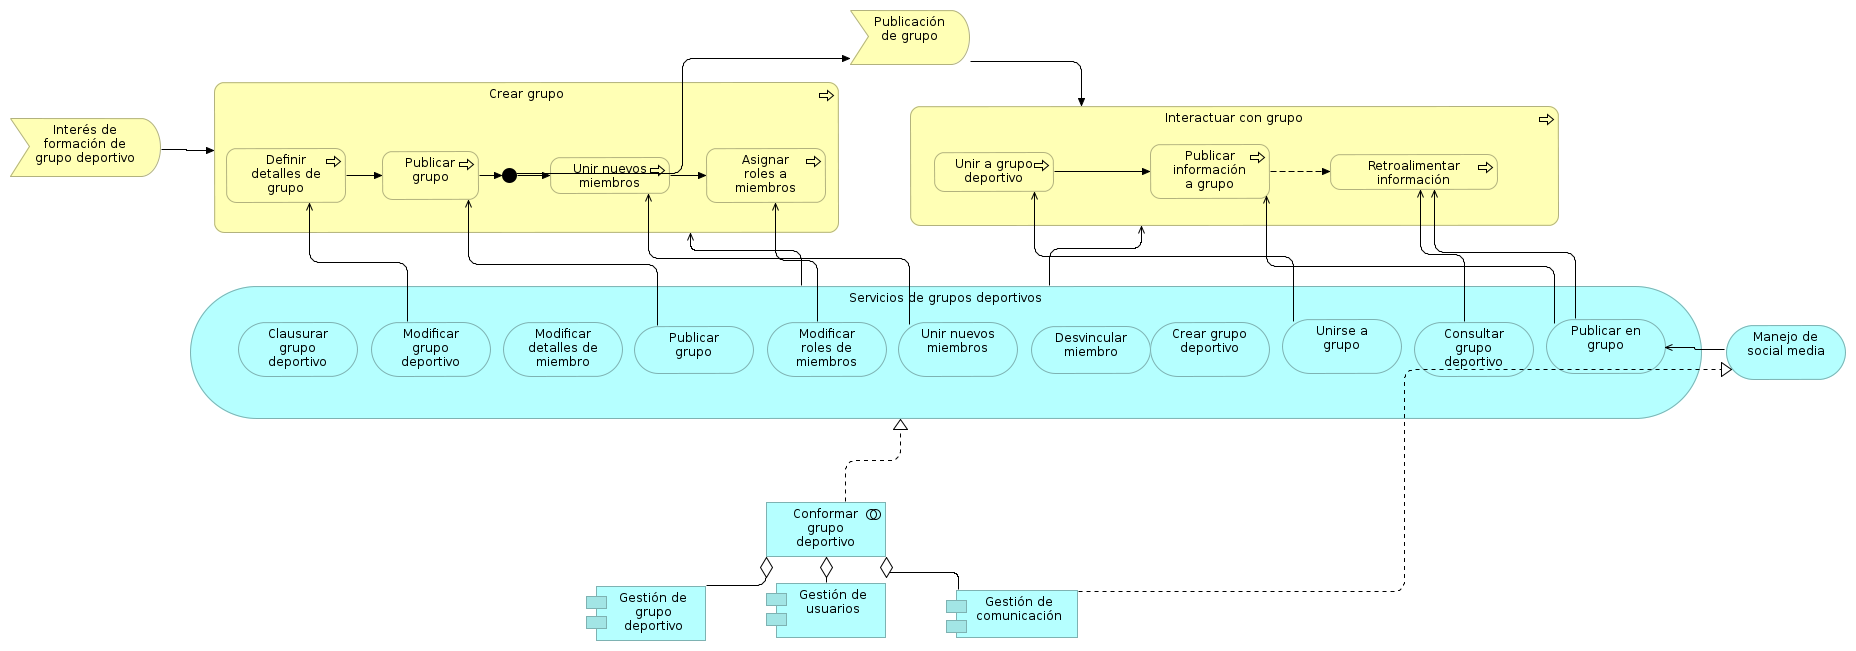 Publicación
de grupo
Crear grupo
Interactuar con grupo
Interés de
formación de
grupo deportivo
Definir
detalles de
grupo
Publicar
grupo
Unir nuevos
miembros
Asignar
roles a
miembros
Unir a grupo
deportivo
Publicar
información
a grupo
Retroalimentar
información
Servicios de grupos deportivos
Clausurar
grupo
deportivo
Modificar
grupo
deportivo
Modificar
detalles de
miembro
Publicar
grupo
Modificar
roles de
miembros
Unir nuevos
miembros
Desvincular
miembro
Crear grupo
deportivo
Unirse a
grupo
Consultar
grupo
deportivo
Publicar en
grupo
Manejo de
social media
Conformar
grupo
deportivo
Gestión de
grupo
deportivo
Gestión de
usuarios
Gestión de
comunicación